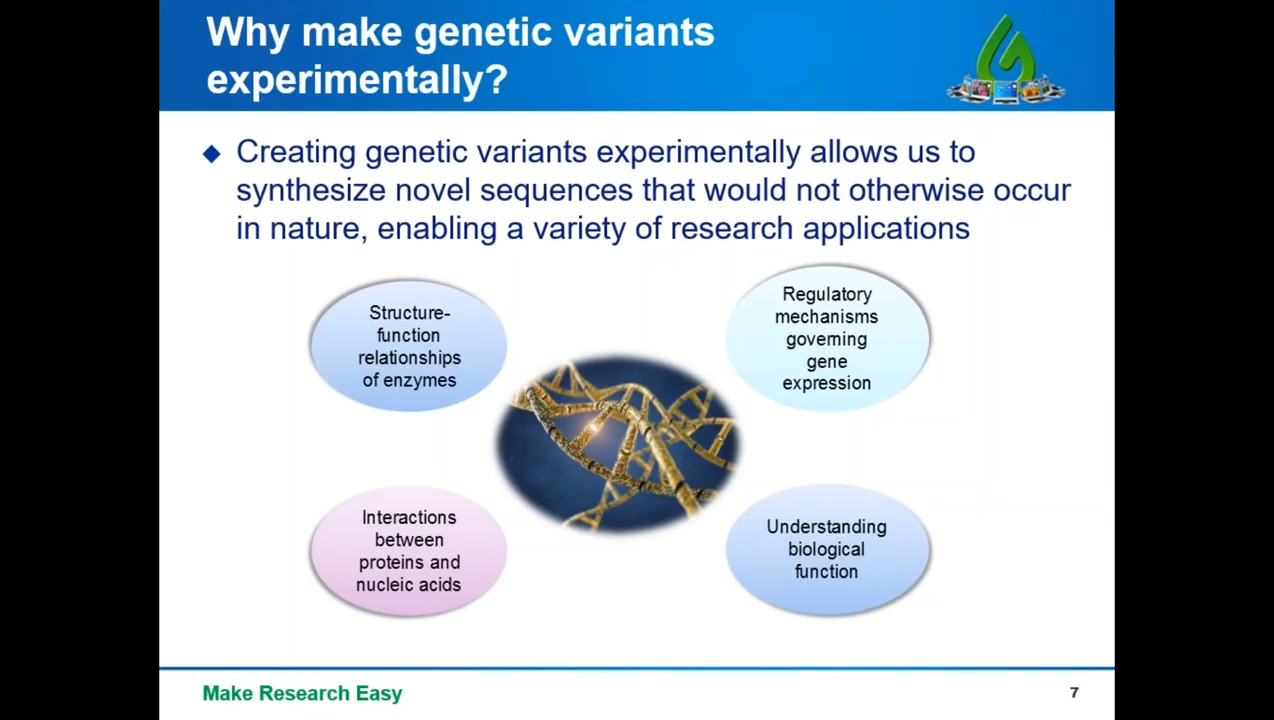 Why make genetic variants
experimentally?
Creating genetic variants experimentally allows us to
synthesize novel sequences that would not otherwise occur
in nature, enabling a variety of research applications
Structure-
function
relationships
of enzymes
Regulatory
mechanisms
governing
gene
expression
Interactions
between
proteins and
nucleic acids
Understanding
biological
function
Make Research Easy
7